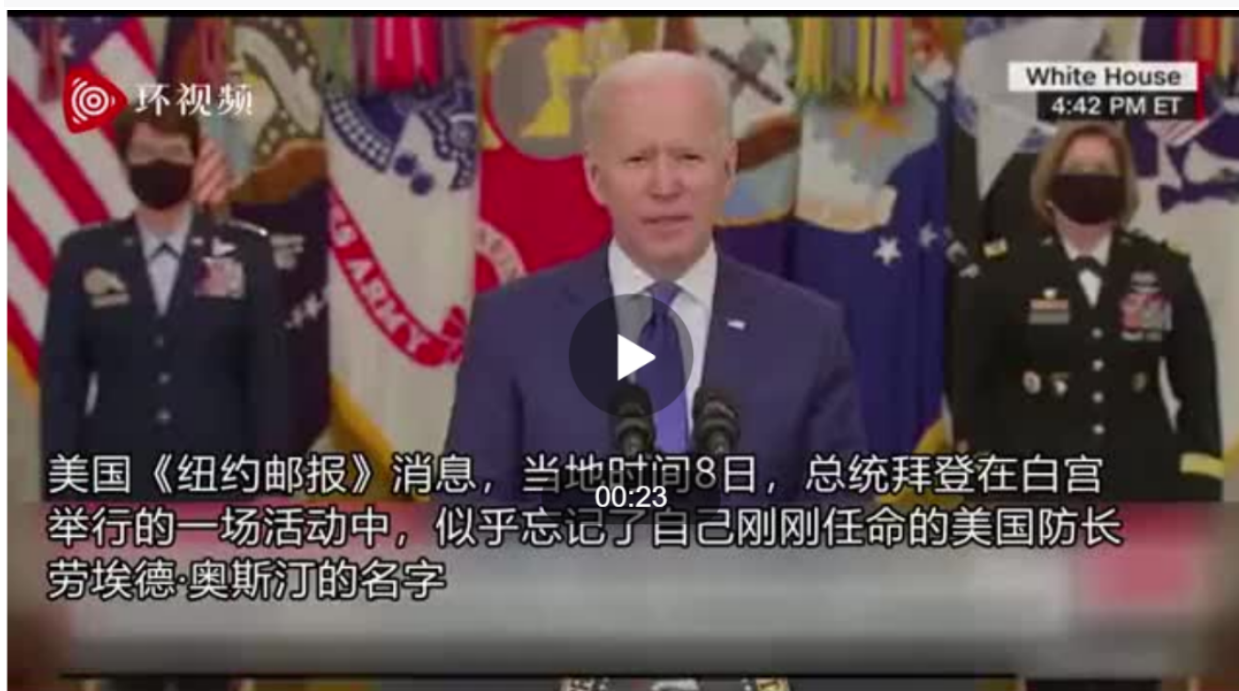 环视频
White House
4:42 PM ET
S ARMY
美国《纽约邮报》消息，当地时间8日，总统拜登在白宫
00:23
举行的一场活动中，似乎忘记了自己刚刚任命的美国防长
劳埃德·奥斯汀的名字